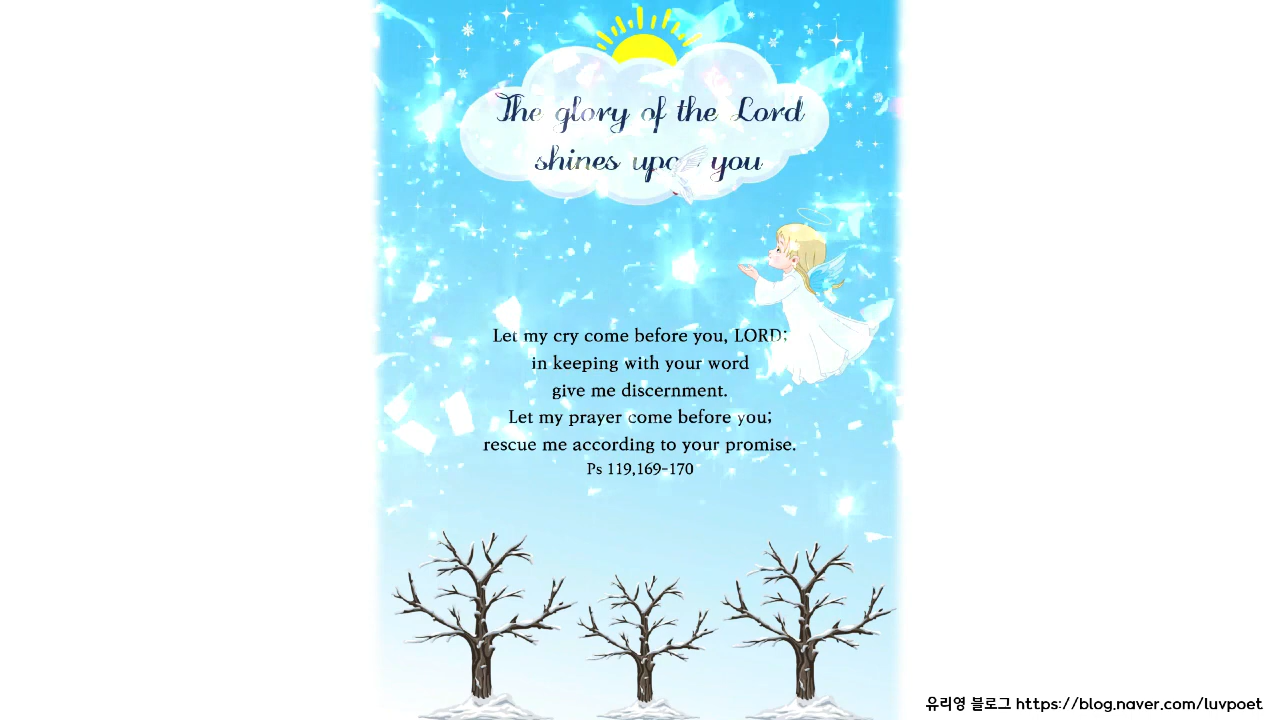 The glory of the Lord
shines upon you
Let my cry come before you, LORD;
in keeping with your word
give me discernment.
Let my prayer come before you;
rescue me according to your promise.
Ps 119,169-170
유리영 블로그 https://blog.naver.com/luvpoet